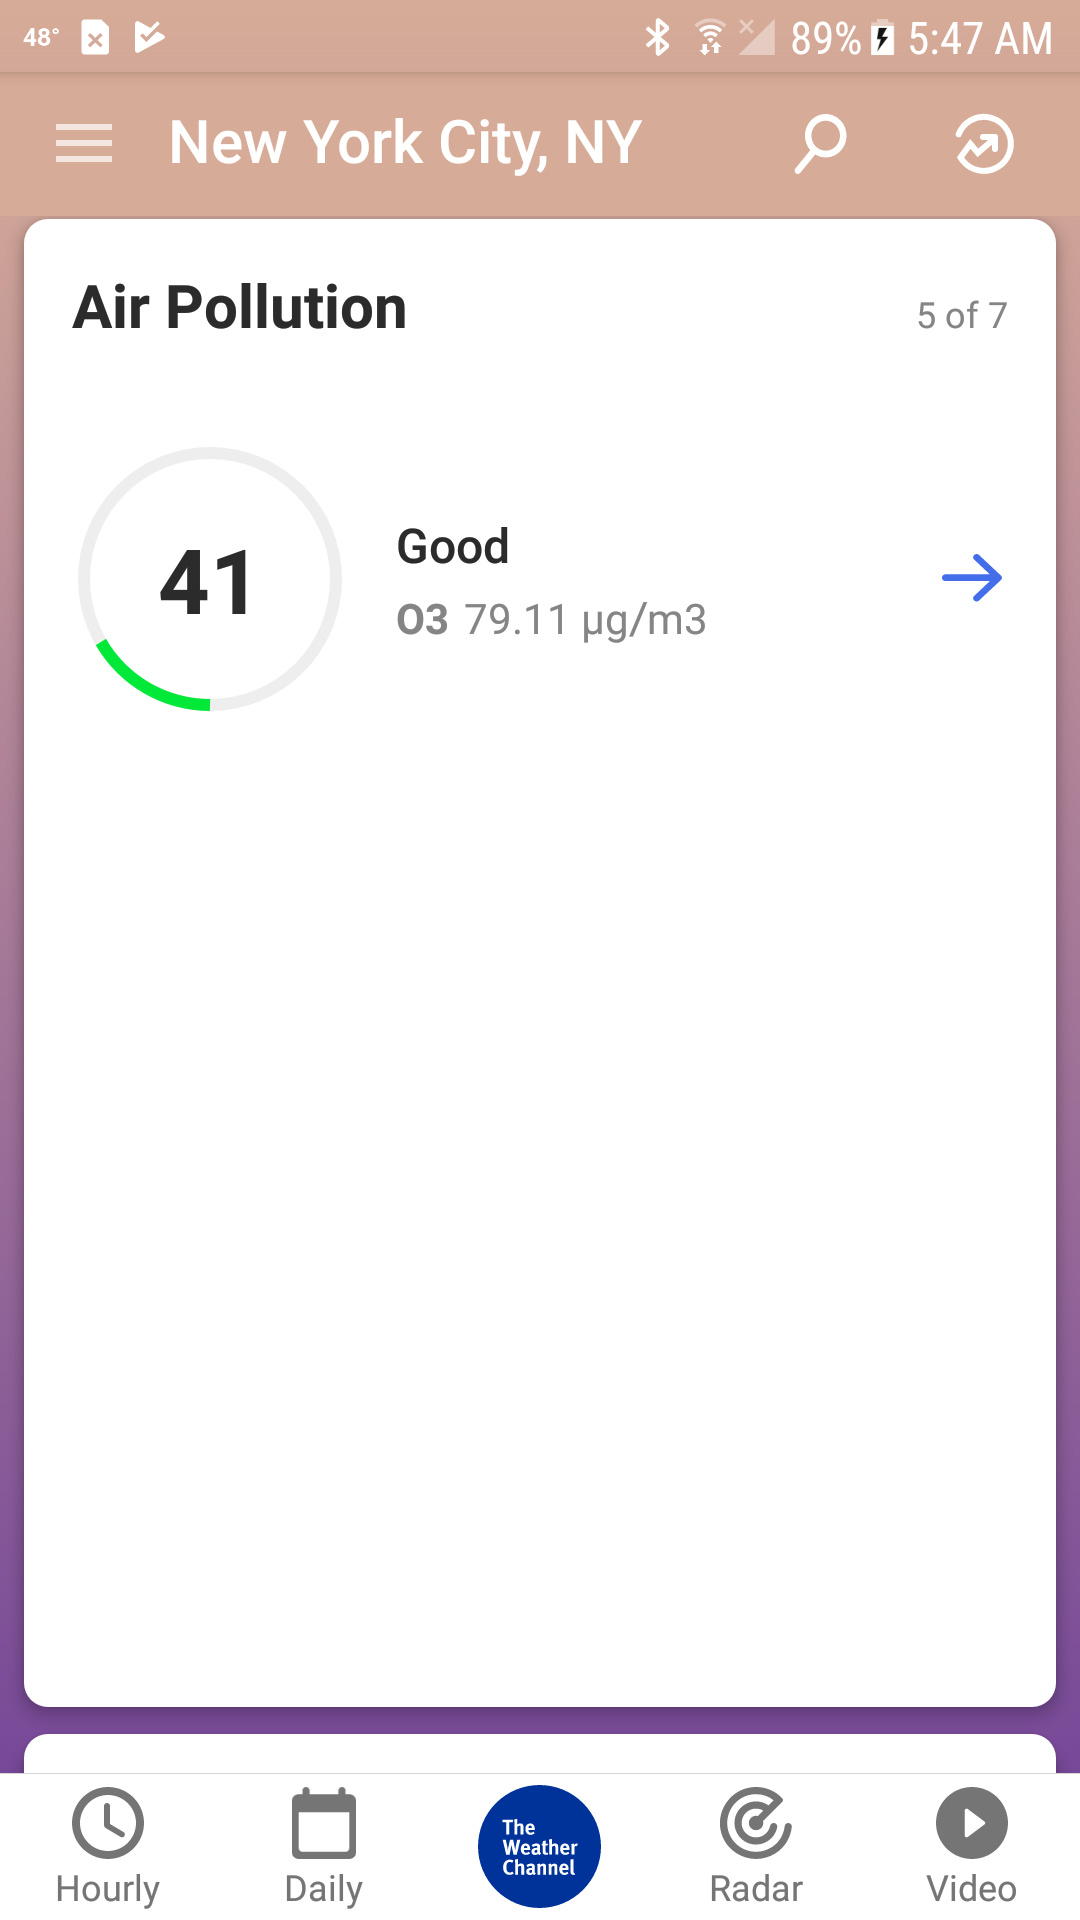 48° 89% 5:47 AM
New York City, NY
Air Pollution
5 of 7
41
Good
O3 79.11 µg/m3
Hourly
Daily
The
Weather
Channel
Radar
Video